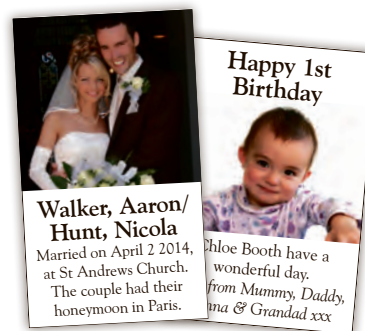 Walker, Aaron/
Hunt, Nicola
Married on April 2 2014,
at St Andrews Church.
The couple had their
honeymoon in Paris.
Happy 1st
Birthday
Chloe Booth have a
wonderful day.
from Mummy, Daddy,
& Grandad xxx